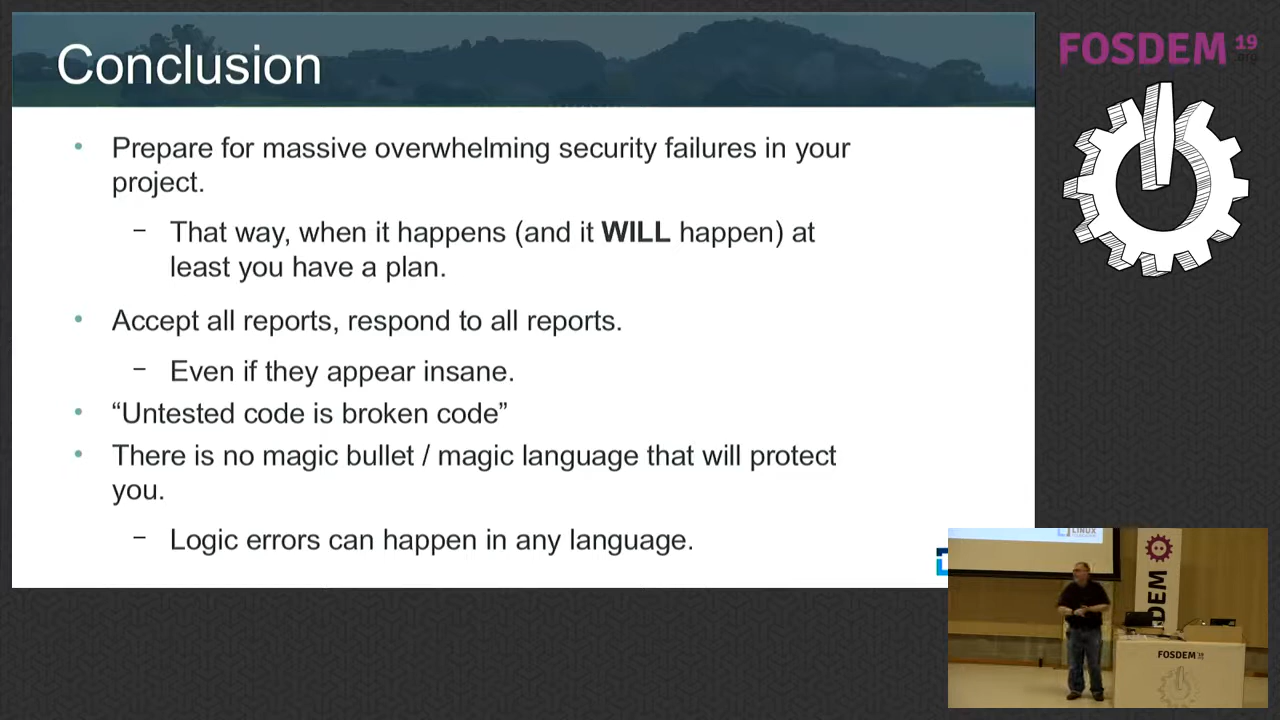 Conclusion
FOSDEM 19
.org
• Prepare for massive overwhelming security failures in your
project.
– That way, when it happens (and it WILL happen) at
least you have a plan.
• Accept all reports, respond to all reports.
– Even if they appear insane.
• “Untested code is broken code”
• There is no magic bullet / magic language that will protect
you.
– Logic errors can happen in any language.
LINUX
DEM
FOSDEM'19